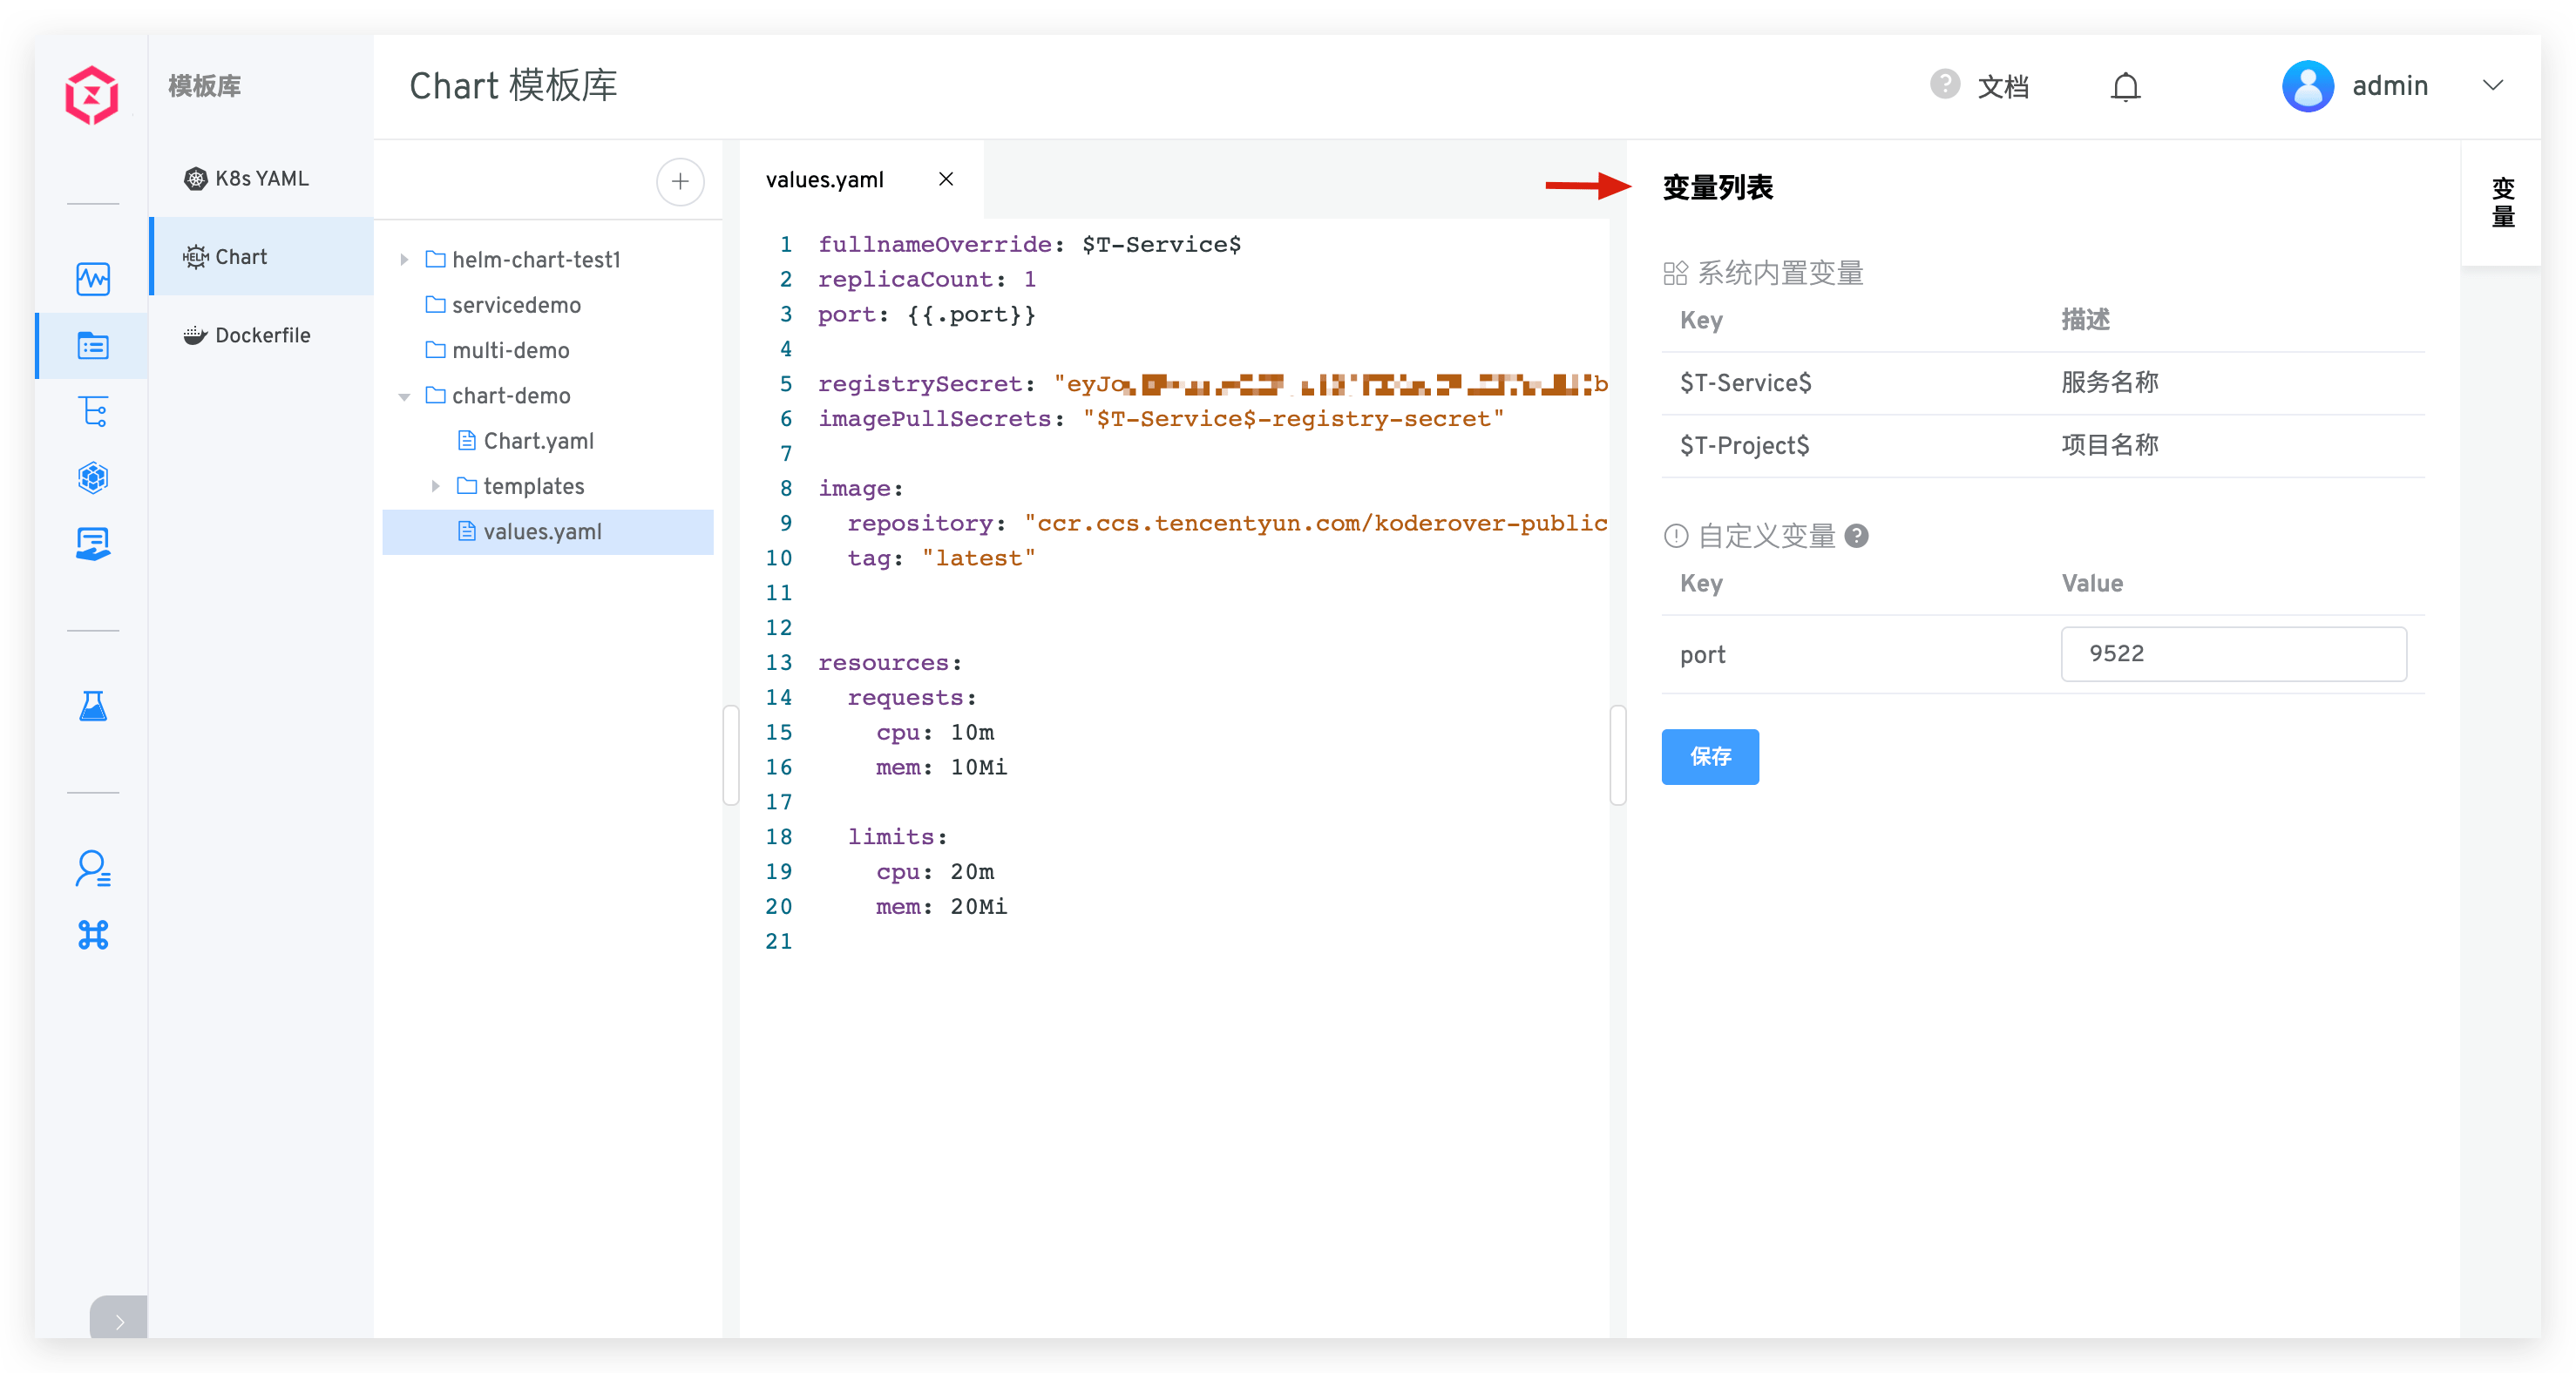 模板库
K8s YAML
HELM Chart
Dockerfile
Chart 模板库
? 文档
admin
helm-chart-test1
servicedemo
multi-demo
chart-demo
Chart.yaml
templates
values.yaml
values.yaml
1 fullnameOverride: $T-Service$
2 replicaCount: 1
3 port: {{.port}}
4
5 registrySecret: "eyJo b
6 imagePullSecrets: "$T-Service$-registry-secret"
7
8 image:
9 repository: "ccr.ccs.tencentyun.com/koderover-public
10 tag: "latest"
11
12
13 resources:
14 requests:
15 cpu: 10m
16 mem: 10Mi
17
18 limits:
19 cpu: 20m
20 mem: 20Mi
21
变量列表
系统内置变量
Key 描述
$T-Service$ 服务名称
$T-Project$ 项目名称
自定义变量 ?
Key Value
port 9522
保存
变量